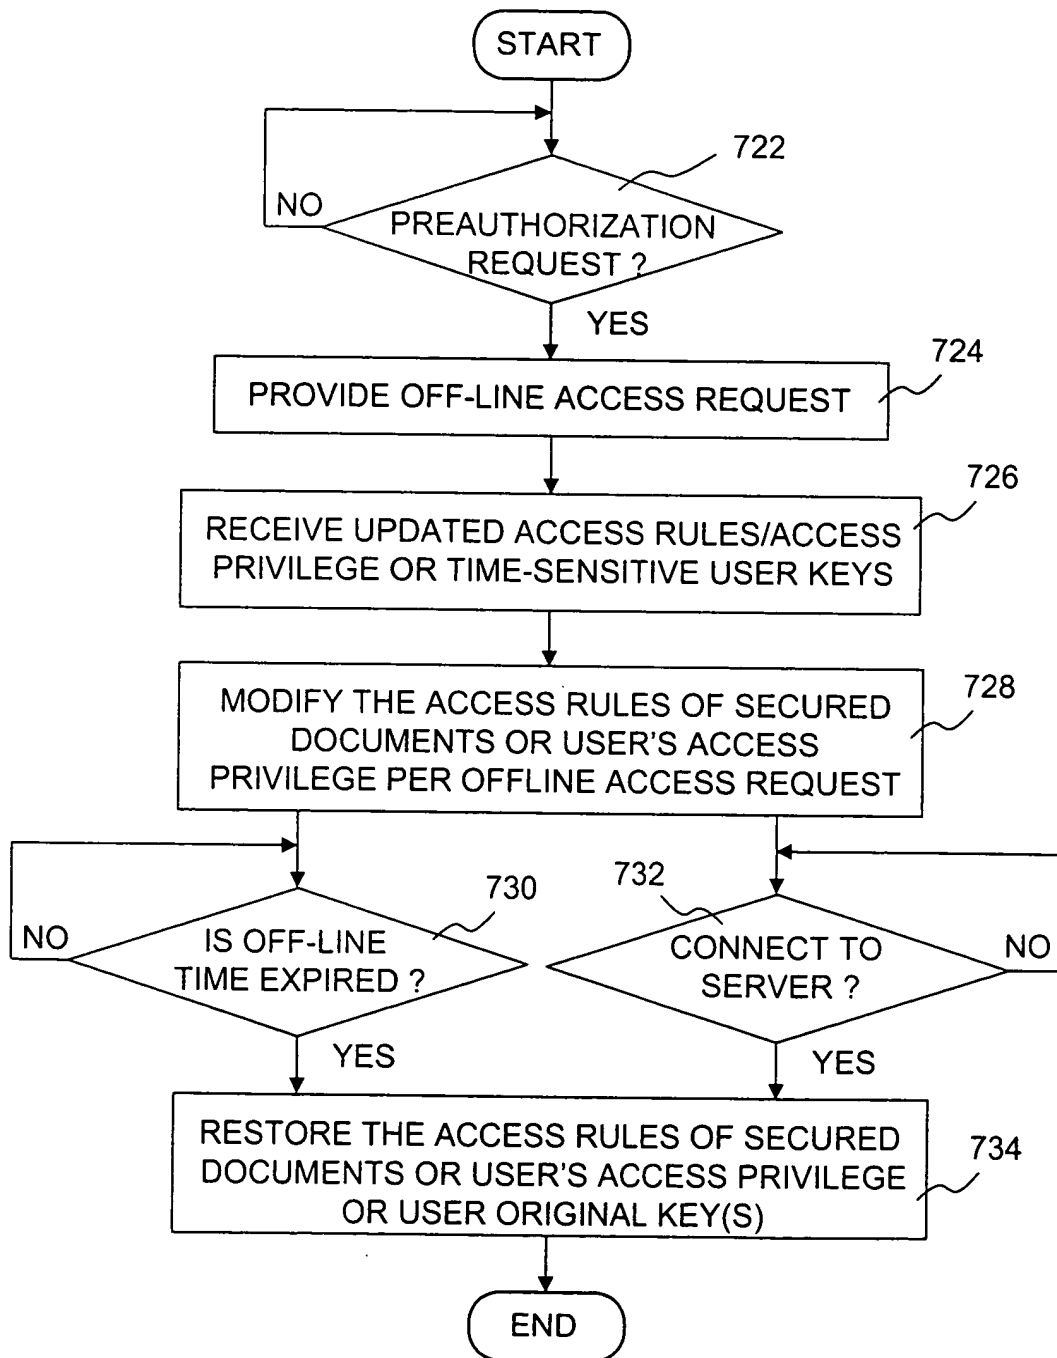 START
722
NO
PREAUTHORIZATION
REQUEST ?
YES
724
PROVIDE OFF-LINE ACCESS REQUEST
726
RECEIVE UPDATED ACCESS RULES/ACCESS
PRIVILEGE OR TIME-SENSITIVE USER KEYS
728
MODIFY THE ACCESS RULES OF SECURED
DOCUMENTS OR USER'S ACCESS
PRIVILEGE PER OFFLINE ACCESS REQUEST
730
NO
IS OFF-LINE
TIME EXPIRED ?
YES
732
CONNECT TO
SERVER ?
NO
YES
RESTORE THE ACCESS RULES OF SECURED
DOCUMENTS OR USER'S ACCESS PRIVILEGE
OR USER ORIGINAL KEY(S)
734
END